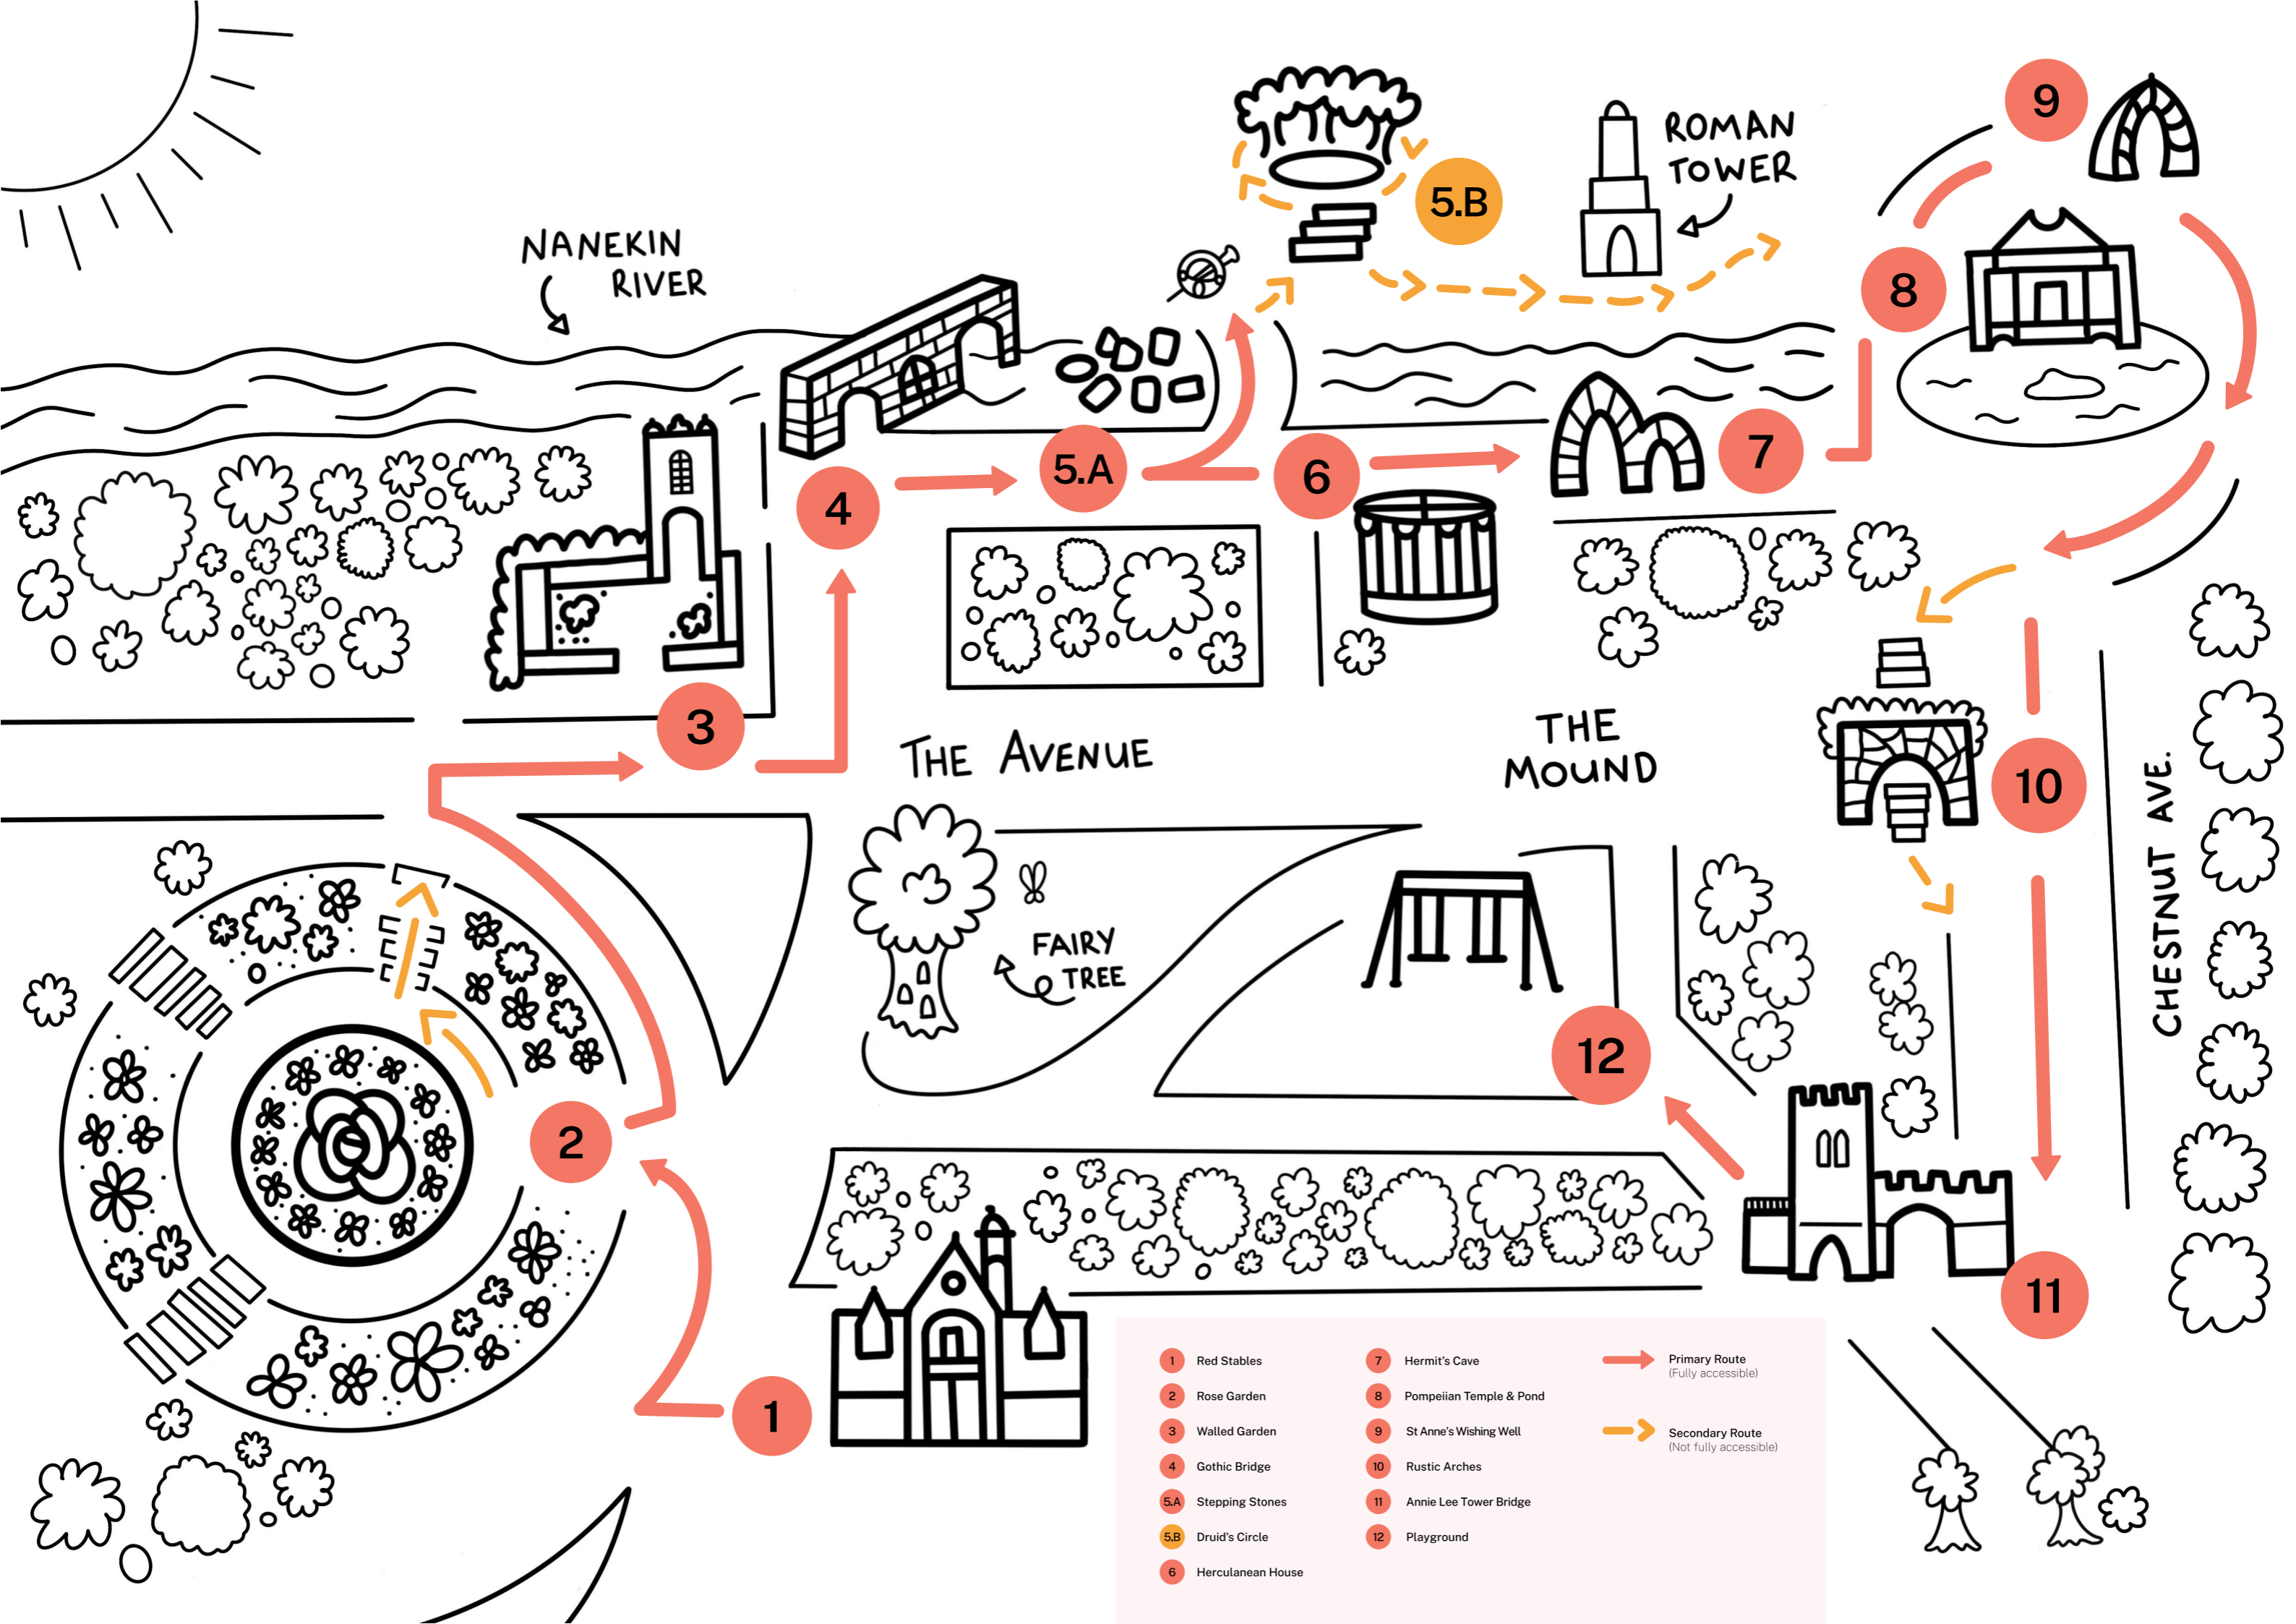 NANEKIN
RIVER
ROMAN
TOWER
9
5.B
8
7
5.A
6
4
3
THE AVENUE
THE
MOUND
10
CHESTNUT AVE.
FAIRY
TREE
12
2
11
1
1 Red Stables
2 Rose Garden
3 Walled Garden
4 Gothic Bridge
5.A Stepping Stones
5.B Druid's Circle
6 Herculanean House
7 Hermit's Cave
8 Pompeiian Temple & Pond
9 St Anne's Wishing Well
10 Rustic Arches
11 Annie Lee Tower Bridge
12 Playground
Primary Route
(Fully accessible)
Secondary Route
(Not fully accessible)